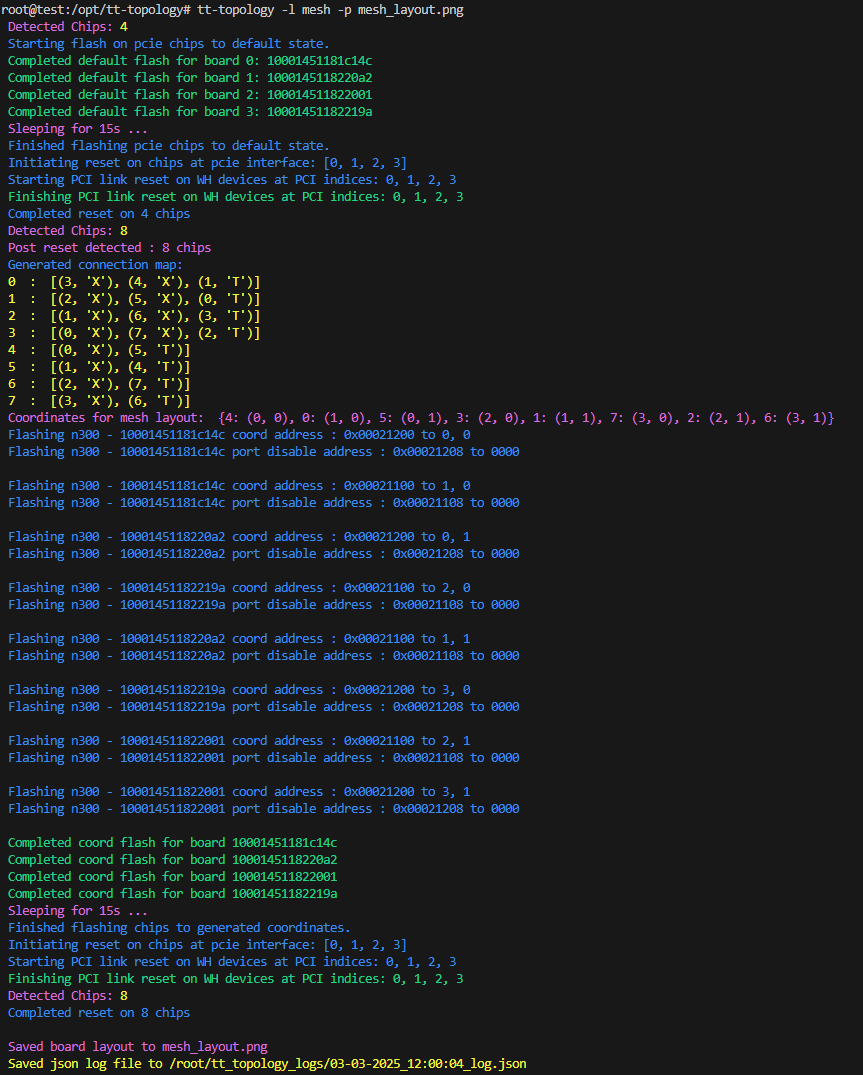 root@test:/opt/tt-topology# tt-topology -l mesh -p mesh_layout.png
Detected Chips: 4
Starting flash on pcie chips to default state.
Completed default flash for board 0: 10001451181c14c
Completed default flash for board 1: 1000145118220a2
Completed default flash for board 2: 100014511822001
Completed default flash for board 3: 10001451182219a
Sleeping for 15s ...
Finished flashing pcie chips to default state.
Initiating reset on chips at pcie interface: [0, 1, 2, 3]
Starting PCI link reset on WH devices at PCI indices: 0, 1, 2, 3
Finishing PCI link reset on WH devices at PCI indices: 0, 1, 2, 3
Completed reset on 4 chips
Detected Chips: 8
Post reset detected : 8 chips
Generated connection map:
0  :  [(3, 'X'), (4, 'X'), (1, 'T')]
1  :  [(2, 'X'), (5, 'X'), (0, 'T')]
2  :  [(1, 'X'), (6, 'X'), (3, 'T')]
3  :  [(0, 'X'), (7, 'X'), (2, 'T')]
4  :  [(0, 'X'), (5, 'T')]
5  :  [(1, 'X'), (4, 'T')]
6  :  [(2, 'X'), (7, 'T')]
7  :  [(3, 'X'), (6, 'T')]
Coordinates for mesh layout:  {4: (0, 0), 0: (1, 0), 5: (0, 1), 3: (2, 0), 1: (1, 1), 7: (3, 0), 2: (2, 1), 6: (3, 1)}
Flashing n300 - 10001451181c14c coord address : 0x00021200 to 0, 0
Flashing n300 - 10001451181c14c port disable address : 0x00021208 to 0000
Flashing n300 - 10001451181c14c coord address : 0x00021100 to 1, 0
Flashing n300 - 10001451181c14c port disable address : 0x00021108 to 0000
Flashing n300 - 1000145118220a2 coord address : 0x00021200 to 0, 1
Flashing n300 - 1000145118220a2 port disable address : 0x00021208 to 0000
Flashing n300 - 10001451182219a coord address : 0x00021100 to 2, 0
Flashing n300 - 10001451182219a port disable address : 0x00021108 to 0000
Flashing n300 - 1000145118220a2 coord address : 0x00021100 to 1, 1
Flashing n300 - 1000145118220a2 port disable address : 0x00021108 to 0000
Flashing n300 - 10001451182219a coord address : 0x00021200 to 3, 0
Flashing n300 - 10001451182219a port disable address : 0x00021208 to 0000
Flashing n300 - 100014511822001 coord address : 0x00021100 to 2, 1
Flashing n300 - 100014511822001 port disable address : 0x00021108 to 0000
Flashing n300 - 100014511822001 coord address : 0x00021200 to 3, 1
Flashing n300 - 100014511822001 port disable address : 0x00021208 to 0000
Completed coord flash for board 10001451181c14c
Completed coord flash for board 1000145118220a2
Completed coord flash for board 100014511822001
Completed coord flash for board 10001451182219a
Sleeping for 15s ...
Finished flashing chips to generated coordinates.
Initiating reset on chips at pcie interface: [0, 1, 2, 3]
Starting PCI link reset on WH devices at PCI indices: 0, 1, 2, 3
Finishing PCI link reset on WH devices at PCI indices: 0, 1, 2, 3
Detected Chips: 8
Completed reset on 8 chips
Saved board layout to mesh_layout.png
Saved json log file to /root/tt_topology_logs/03-03-2025_12:00:04_log.json